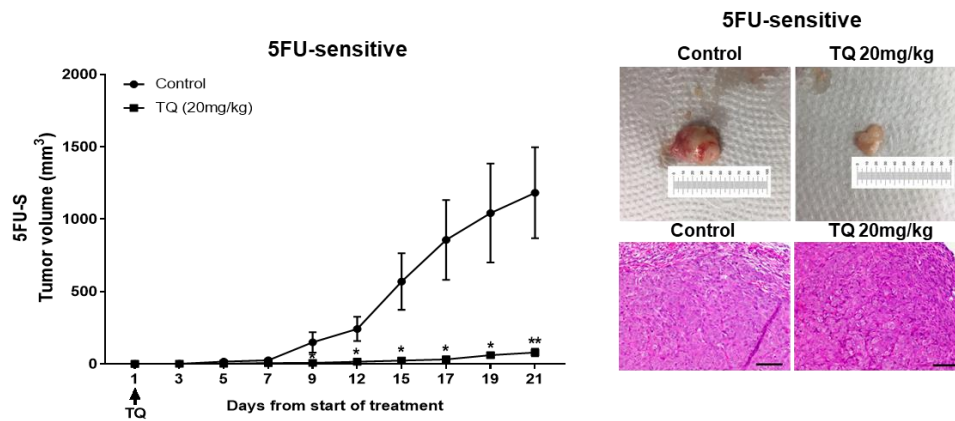 5FU-sensitive
Control
TQ (20mg/kg)
5FU-S
Tumor volume (mm³)
2000
1500
1000
500
0
* * * * * * **
1 3 5 7 9 12 15 17 19 21
TQ
Days from start of treatment
5FU-sensitive
Control TQ 20mg/kg
Control TQ 20mg/kg